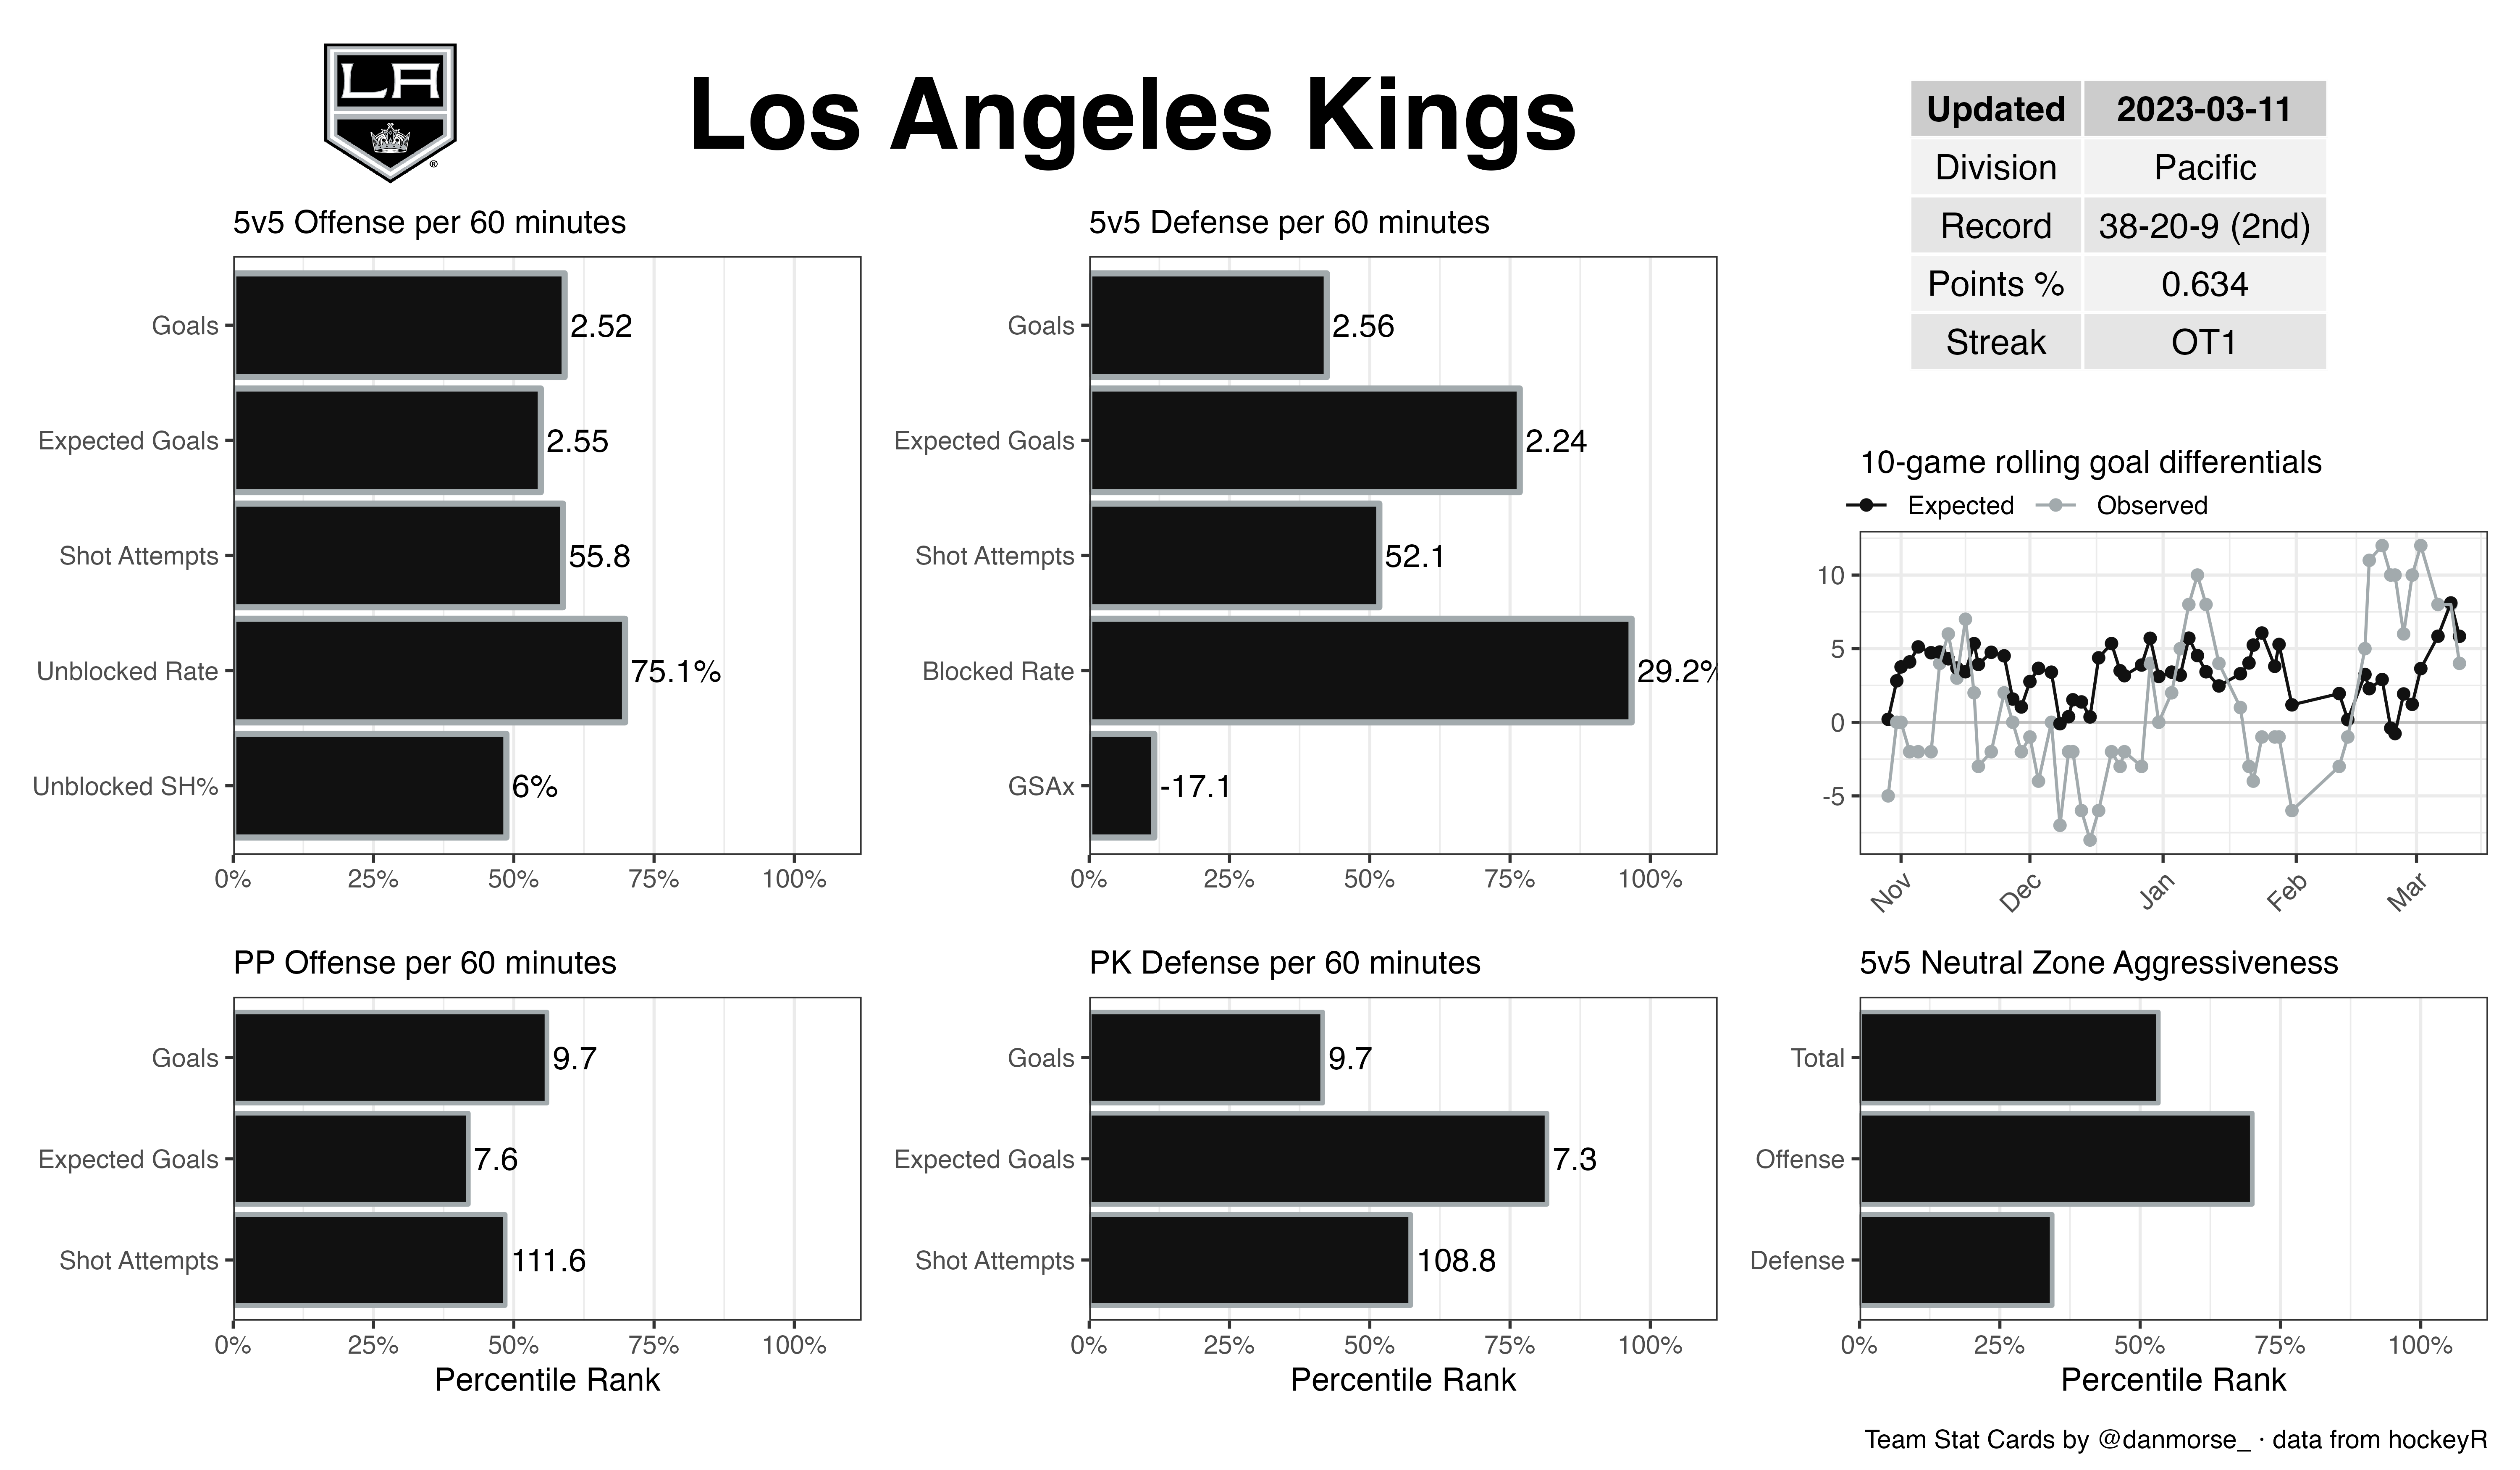 LA
®
Los Angeles Kings
Updated 2023-03-11
Division Pacific
Record 38-20-9 (2nd)
Points % 0.634
Streak OT1
5v5 Offense per 60 minutes
Goals 2.52
Expected Goals 2.55
Shot Attempts 55.8
Unblocked Rate 75.1%
Unblocked SH% 6%
0% 25% 50% 75% 100%
5v5 Defense per 60 minutes
Goals 2.56
Expected Goals 2.24
Shot Attempts 52.1
Blocked Rate 29.2%
GSAx -17.1
0% 25% 50% 75% 100%
10-game rolling goal differentials
Expected Observed
10
5
0
-5
Nov Dec Jan Feb Mar
PP Offense per 60 minutes
Goals 9.7
Expected Goals 7.6
Shot Attempts 111.6
0% 25% 50% 75% 100%
Percentile Rank
PK Defense per 60 minutes
Goals 9.7
Expected Goals 7.3
Shot Attempts 108.8
0% 25% 50% 75% 100%
Percentile Rank
5v5 Neutral Zone Aggressiveness
Total
Offense
Defense
0% 25% 50% 75% 100%
Percentile Rank
Team Stat Cards by @danmorse_ · data from hockeyR